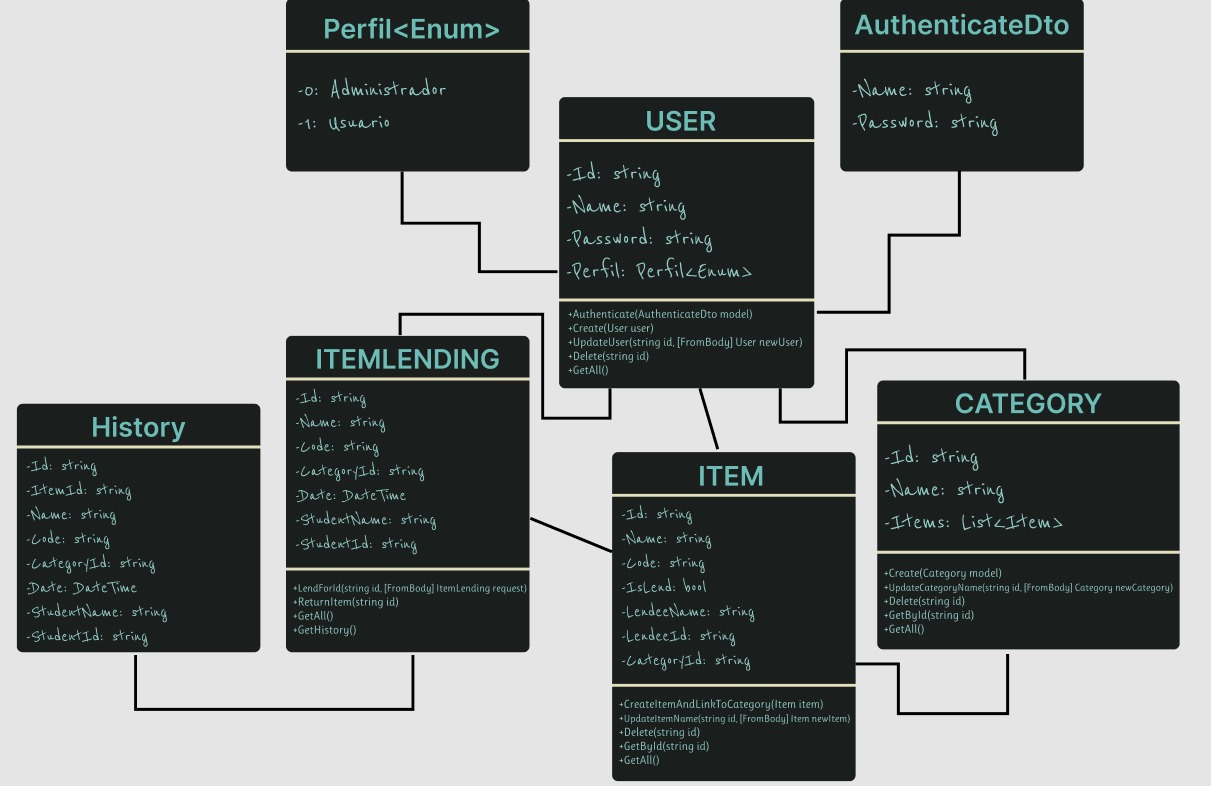 Perfil<Enum>
-0: Administrador
-1: Usuario
AuthenticateDto
-Name: string
-Password: string
USER
-Id: string
-Name: string
-Password: string
-Perfil: Perfil<Enum>
+Authenticate(AuthenticateDto model)
+Create(User user)
+UpdateUser(string id, [FromBody] User newUser)
+Delete(string id)
+GetAll()
ITEMLENDING
-Id: string
-Name: string
-Code: string
-CategoryId: string
-Date: DateTime
-StudentName: string
-StudentId: string
+LendForId(string id, [FromBody] ItemLending request)
+ReturnItem(string id)
+GetAll()
+GetHistory()
History
-Id: string
-ItemId: string
-Name: string
-Code: string
-CategoryId: string
-Date: DateTime
-StudentName: string
-StudentId: string
ITEM
-Id: string
-Name: string
-Code: string
-IsLend: bool
-LendeeName: string
-LendeeId: string
-CategoryId: string
+CreateItemAndLinkToCategory(Item item)
+UpdateItemName(string id, [FromBody] Item newItem)
+Delete(string id)
+GetById(string id)
+GetAll()
CATEGORY
-Id: string
-Name: string
-Items: List<Item>
+Create(Category model)
+UpdateCategoryName(string id, [FromBody] Category newCategory)
+Delete(string id)
+GetById(string id)
+GetAll()